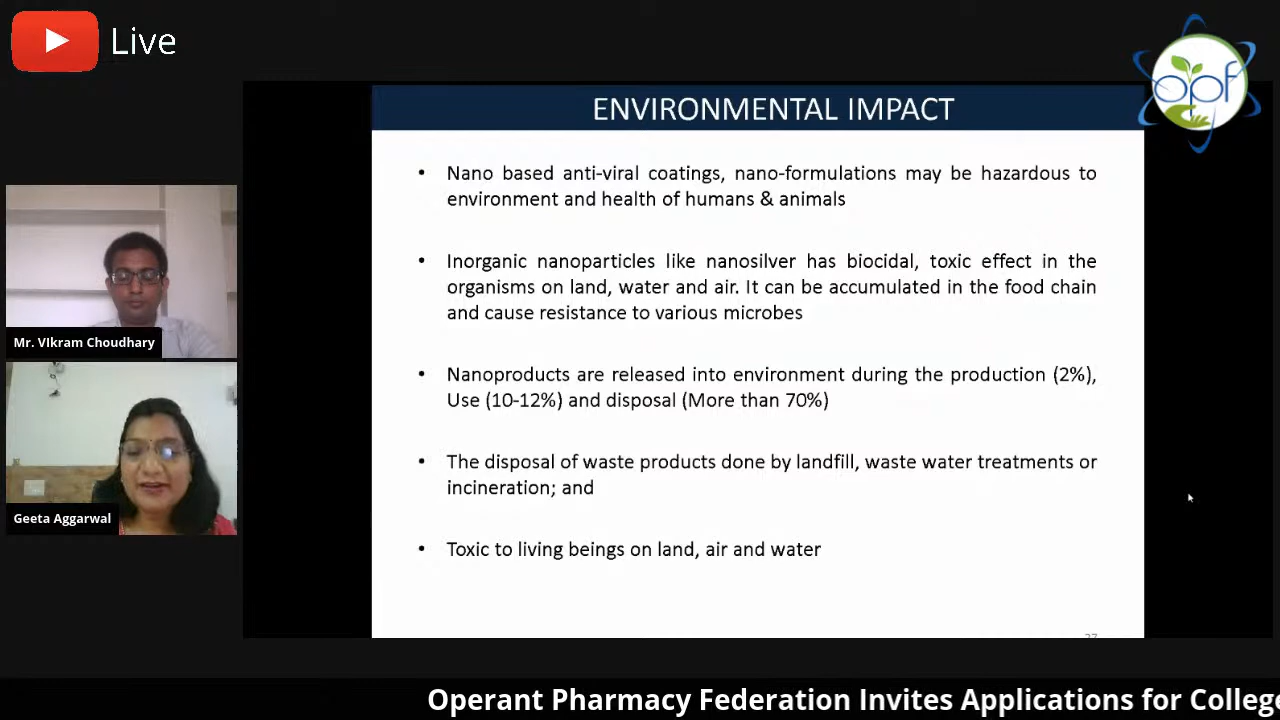 Live
opf
ENVIRONMENTAL IMPACT
• Nano based anti-viral coatings, nano-formulations may be hazardous to
environment and health of humans & animals
• Inorganic nanoparticles like nanosilver has biocidal, toxic effect in the
organisms on land, water and air. It can be accumulated in the food chain
and cause resistance to various microbes
• Nanoproducts are released into environment during the production (2%),
Use (10-12%) and disposal (More than 70%)
• The disposal of waste products done by landfill, waste water treatments or
incineration; and
• Toxic to living beings on land, air and water
Mr. VIkram Choudhary
Geeta Aggarwal
Operant Pharmacy Federation Invites Applications for College